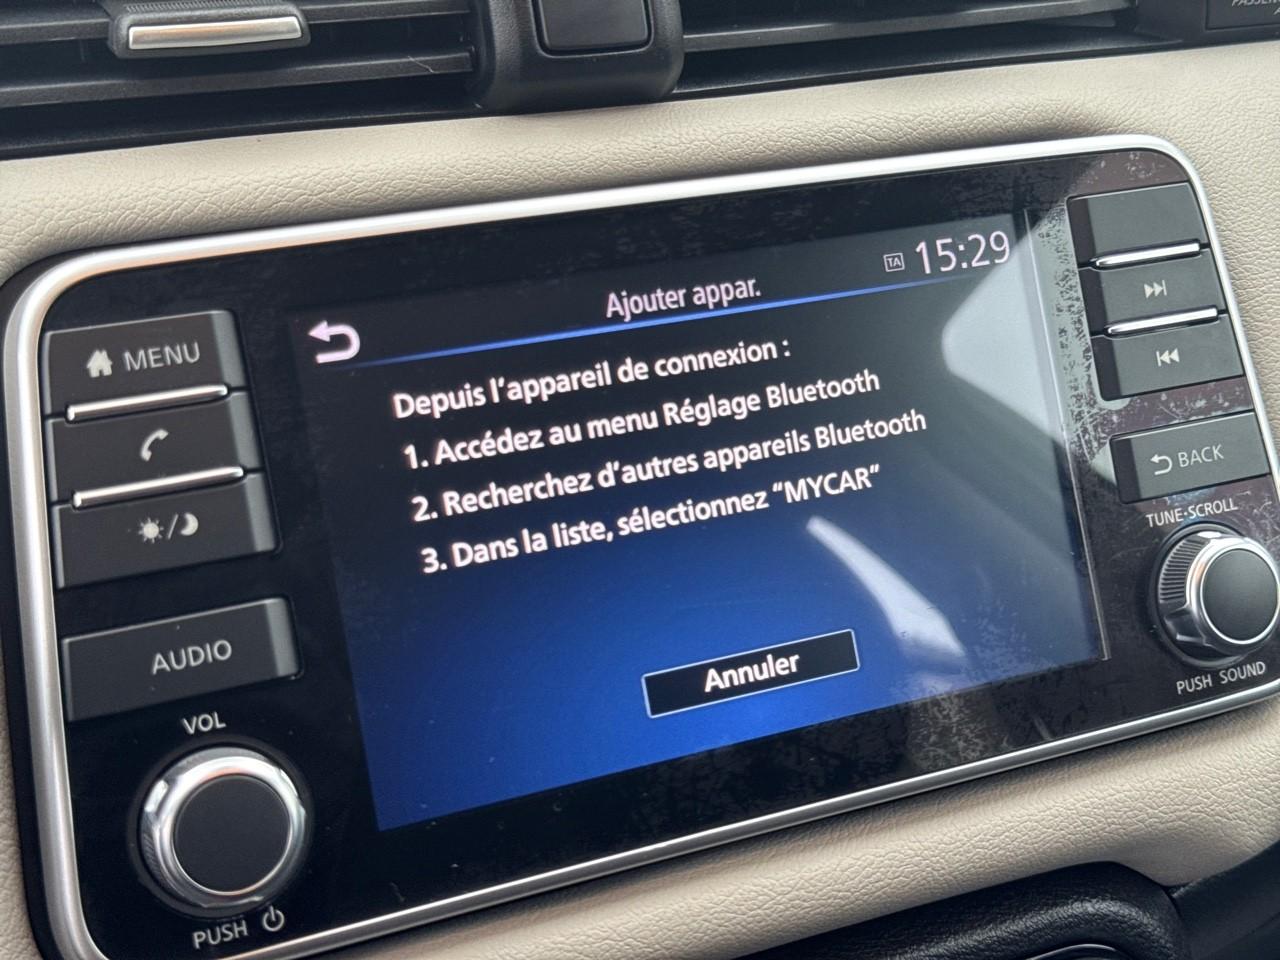 TA 15:29
Ajouter appar.
MENU
Depuis l'appareil de connexion :
1. Accédez au menu Réglage Bluetooth
2. Recherchez d'autres appareils Bluetooth
3. Dans la liste, sélectionnez "MYCAR"
Annuler
AUDIO
VOL
PUSH
BACK
TUNE·SCROLL
PUSH SOUND